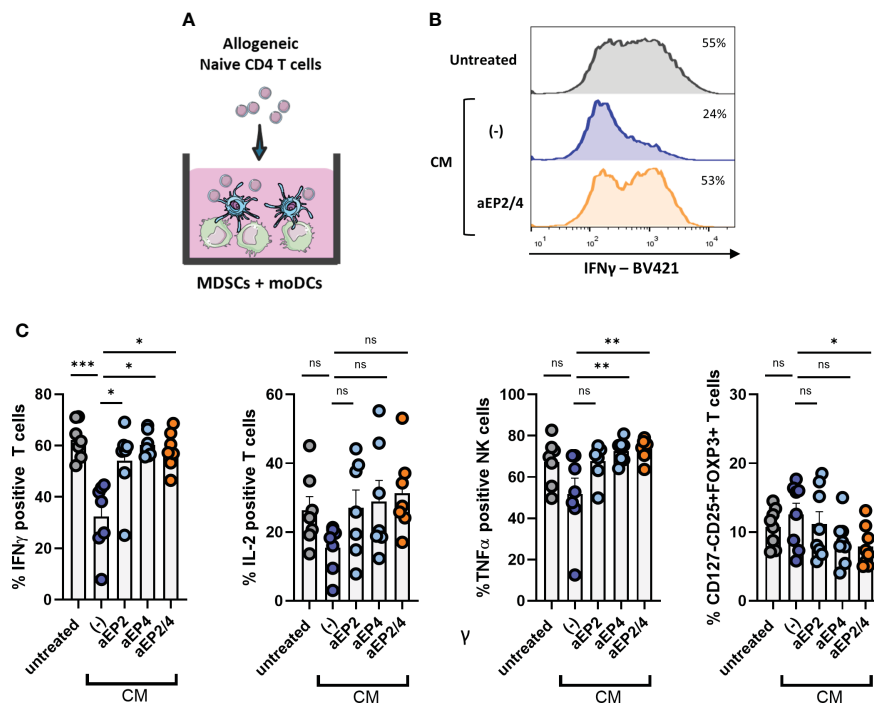 A
Allogeneic
Naive CD4 T cells
MDSCs + moDCs
B
Untreated
CM
(-)
aEP2/4
55%
24%
53%
10¹ 10² 10³ 10⁴
IFNγ – BV421
C
% IFNγ positive T cells
80
60
40
20
0
***
*
*
*
untreated
(-)
aEP2
aEP4
aEP2/4
CM
% IL-2 positive T cells
60
40
20
0
ns
ns
ns
ns
untreated
(-)
aEP2
aEP4
aEP2/4
CM
γ
%TNFα positive NK cells
100
80
60
40
20
0
**
ns
**
ns
untreated
(-)
aEP2
aEP4
aEP2/4
CM
% CD127-CD25+FOXP3+ T cells
30
20
10
0
*
ns
ns
ns
untreated
(-)
aEP2
aEP4
aEP2/4
CM